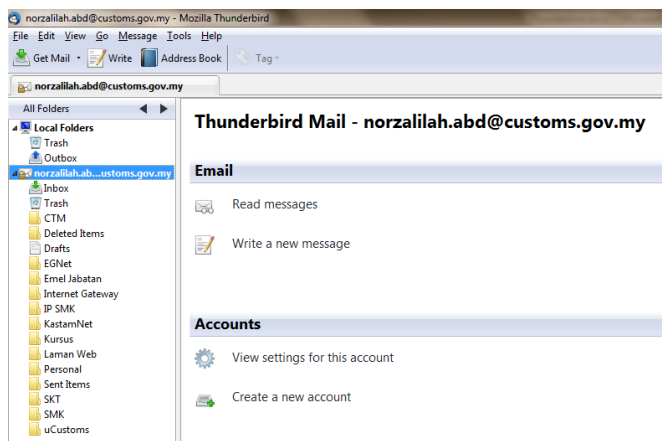 norzalilah.abd@customs.gov.my - Mozilla Thunderbird
File Edit View Go Message Tools Help
Get Mail Write Address Book Tag
norzalilah.abd@customs.gov.my
All Folders
Local Folders
Trash
Outbox
norzalilah.ab...ustoms.gov.my
Inbox
Trash
CTM
Deleted Items
Drafts
EGNet
Emel Jabatan
Internet Gateway
IP SMK
KastamNet
Kursus
Laman Web
Personal
Sent Items
SKT
SMK
uCustoms
Thunderbird Mail - norzalilah.abd@customs.gov.my
Email
Read messages
Write a new message
Accounts
View settings for this account
Create a new account